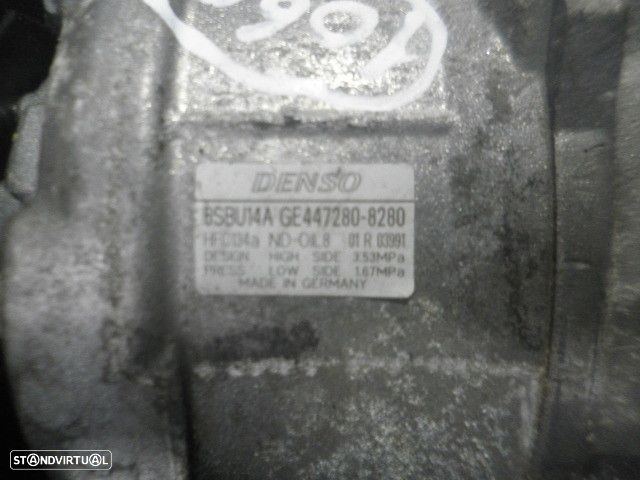 DENSO
BSBU14A GE447280-8280
HFC134a ND-OIL8 01 R 03991
DESIGN HIGH SIDE 3.53MPa
PRESS LOW SIDE 1.67MPa
MADE IN GERMANY
STANDVIRTUAL